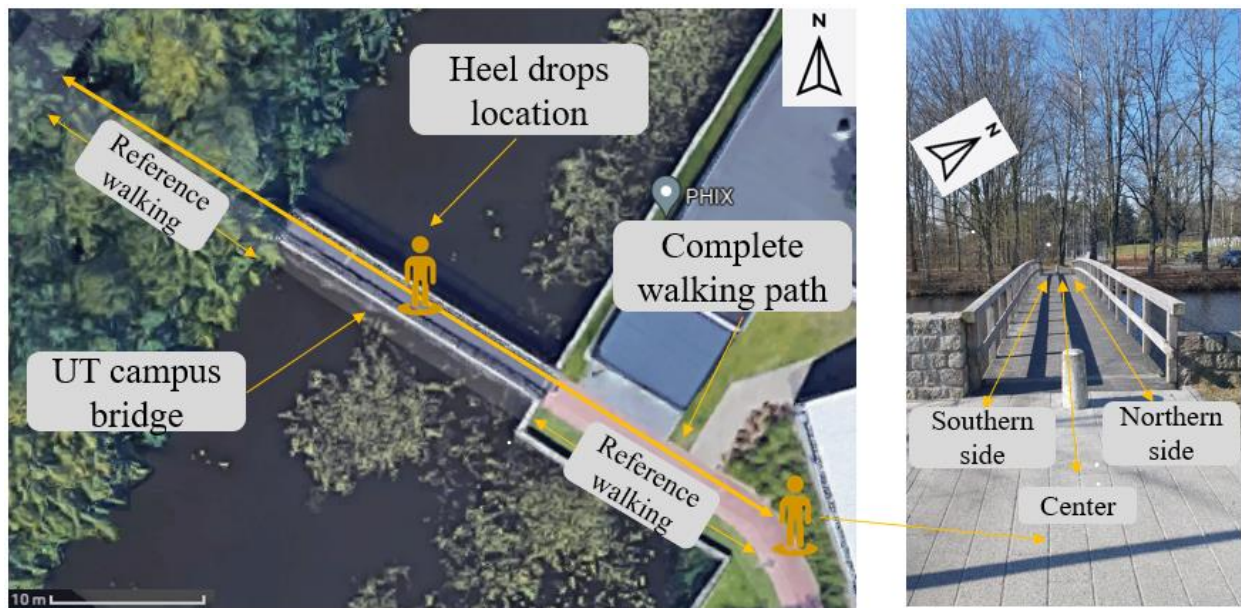 N
Heel drops
location
Reference
walking
PHIX
Complete
walking path
UT campus
bridge
Reference
walking
10 m
N
Southern
side
Northern
side
Center